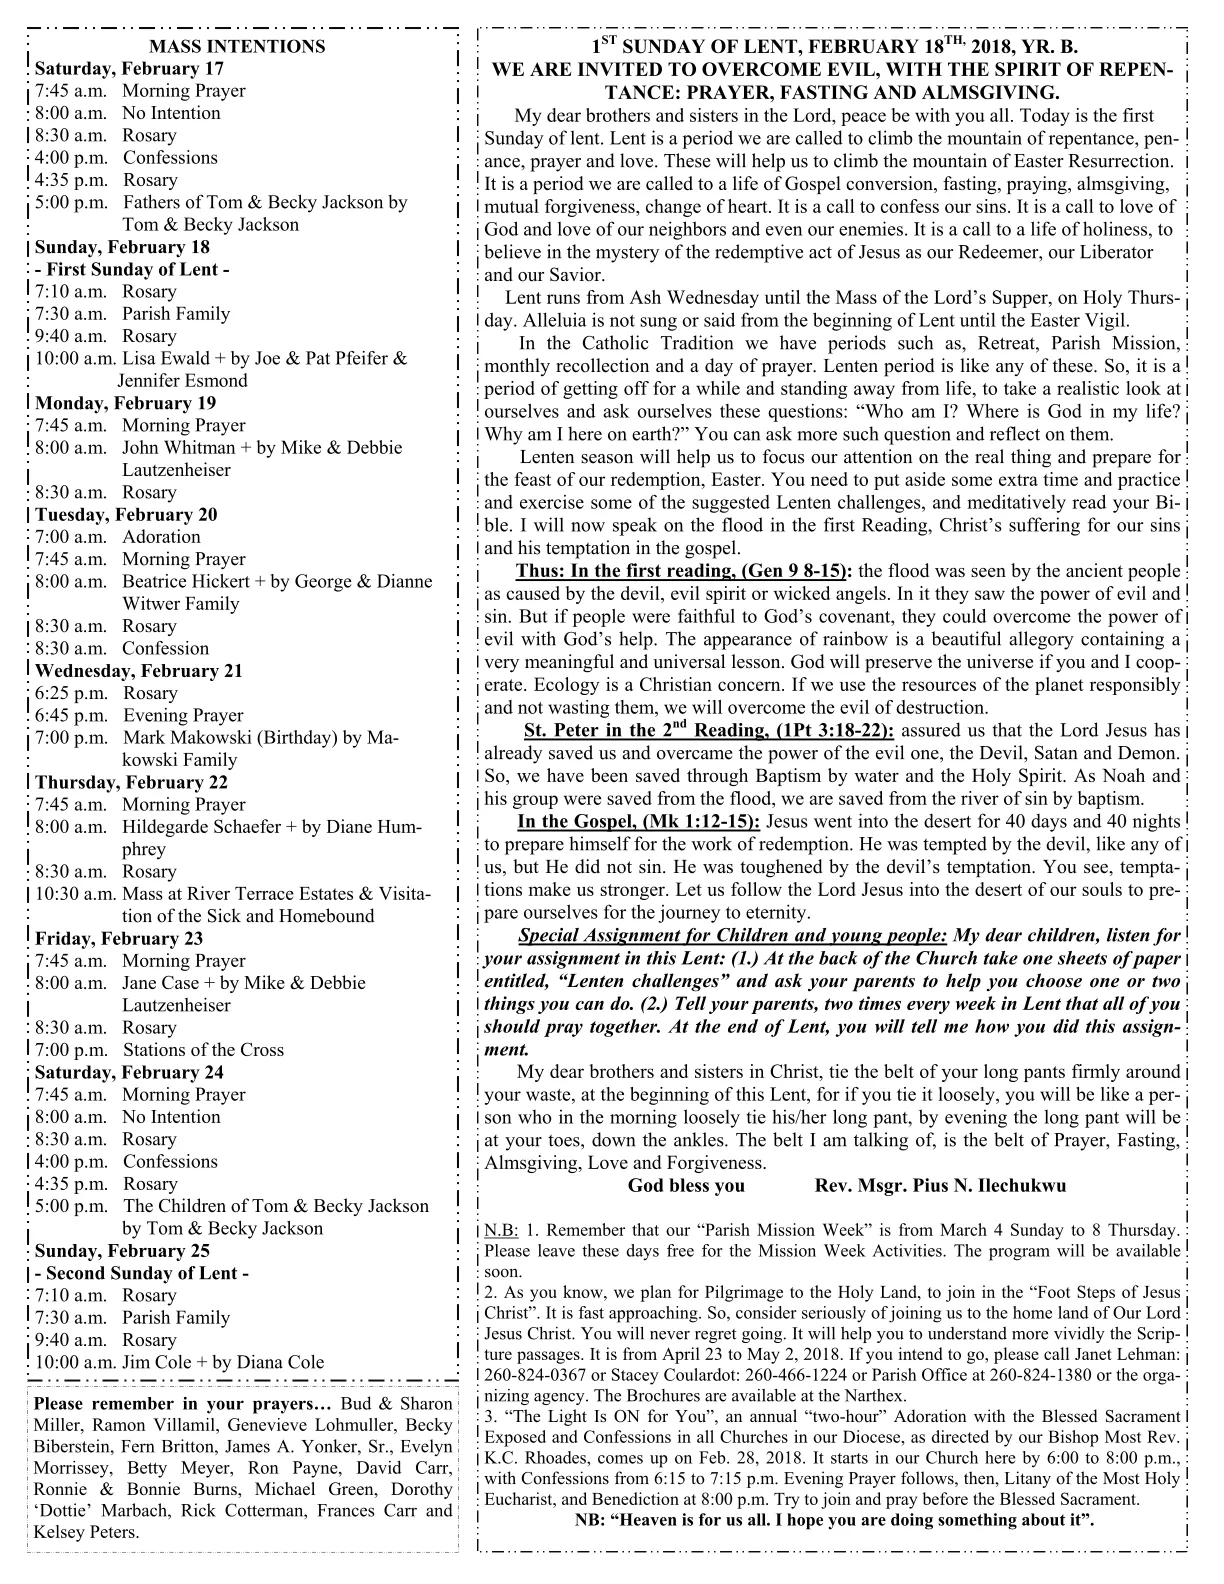 MASS INTENTIONS
Saturday, February 17
7:45 a.m. Morning Prayer
8:00 a.m. No Intention
8:30 a.m. Rosary
4:00 p.m. Confessions
4:35 p.m. Rosary
5:00 p.m. Fathers of Tom & Becky Jackson by
Tom & Becky Jackson
Sunday, February 18
- First Sunday of Lent -
7:10 a.m. Rosary
7:30 a.m. Parish Family
9:40 a.m. Rosary
10:00 a.m. Lisa Ewald + by Joe & Pat Pfeifer &
Jennifer Esmond
Monday, February 19
7:45 a.m. Morning Prayer
8:00 a.m. John Whitman + by Mike & Debbie
Lautzenheiser
8:30 a.m. Rosary
Tuesday, February 20
7:00 a.m. Adoration
7:45 a.m. Morning Prayer
8:00 a.m. Beatrice Hickert + by George & Dianne
Witwer Family
8:30 a.m. Rosary
8:30 a.m. Confession
Wednesday, February 21
6:25 p.m. Rosary
6:45 p.m. Evening Prayer
7:00 p.m. Mark Makowski (Birthday) by Ma-
kowski Family
Thursday, February 22
7:45 a.m. Morning Prayer
8:00 a.m. Hildegarde Schaefer + by Diane Hum-
phrey
8:30 a.m. Rosary
10:30 a.m. Mass at River Terrace Estates & Visita-
tion of the Sick and Homebound
Friday, February 23
7:45 a.m. Morning Prayer
8:00 a.m. Jane Case + by Mike & Debbie
Lautzenheiser
8:30 a.m. Rosary
7:00 p.m. Stations of the Cross
Saturday, February 24
7:45 a.m. Morning Prayer
8:00 a.m. No Intention
8:30 a.m. Rosary
4:00 p.m. Confessions
4:35 p.m. Rosary
5:00 p.m. The Children of Tom & Becky Jackson
by Tom & Becky Jackson
Sunday, February 25
- Second Sunday of Lent -
7:10 a.m. Rosary
7:30 a.m. Parish Family
9:40 a.m. Rosary
10:00 a.m. Jim Cole + by Diana Cole
Please remember in your prayers… Bud & Sharon
Miller, Ramon Villamil, Genevieve Lohmuller, Becky
Biberstein, Fern Britton, James A. Yonker, Sr., Evelyn
Morrissey, Betty Meyer, Ron Payne, David Carr,
Ronnie & Bonnie Burns, Michael Green, Dorothy
‘Dottie’ Marbach, Rick Cotterman, Frances Carr and
Kelsey Peters.
1ST SUNDAY OF LENT, FEBRUARY 18TH, 2018, YR. B.
WE ARE INVITED TO OVERCOME EVIL, WITH THE SPIRIT OF REPEN-
TANCE: PRAYER, FASTING AND ALMSGIVING.
My dear brothers and sisters in the Lord, peace be with you all. Today is the first
Sunday of lent. Lent is a period we are called to climb the mountain of repentance, pen-
ance, prayer and love. These will help us to climb the mountain of Easter Resurrection.
It is a period we are called to a life of Gospel conversion, fasting, praying, almsgiving,
mutual forgiveness, change of heart. It is a call to confess our sins. It is a call to love of
God and love of our neighbors and even our enemies. It is a call to a life of holiness, to
believe in the mystery of the redemptive act of Jesus as our Redeemer, our Liberator
and our Savior.
Lent runs from Ash Wednesday until the Mass of the Lord’s Supper, on Holy Thurs-
day. Alleluia is not sung or said from the beginning of Lent until the Easter Vigil.
In the Catholic Tradition we have periods such as, Retreat, Parish Mission,
monthly recollection and a day of prayer. Lenten period is like any of these. So, it is a
period of getting off for a while and standing away from life, to take a realistic look at
ourselves and ask ourselves these questions: “Who am I? Where is God in my life?
Why am I here on earth?” You can ask more such question and reflect on them.
Lenten season will help us to focus our attention on the real thing and prepare for
the feast of our redemption, Easter. You need to put aside some extra time and practice
and exercise some of the suggested Lenten challenges, and meditatively read your Bi-
ble. I will now speak on the flood in the first Reading, Christ’s suffering for our sins
and his temptation in the gospel.
Thus: In the first reading, (Gen 9 8-15): the flood was seen by the ancient people
as caused by the devil, evil spirit or wicked angels. In it they saw the power of evil and
sin. But if people were faithful to God’s covenant, they could overcome the power of
evil with God’s help. The appearance of rainbow is a beautiful allegory containing a
very meaningful and universal lesson. God will preserve the universe if you and I coop-
erate. Ecology is a Christian concern. If we use the resources of the planet responsibly
and not wasting them, we will overcome the evil of destruction.
St. Peter in the 2nd Reading, (1Pt 3:18-22): assured us that the Lord Jesus has
already saved us and overcame the power of the evil one, the Devil, Satan and Demon.
So, we have been saved through Baptism by water and the Holy Spirit. As Noah and
his group were saved from the flood, we are saved from the river of sin by baptism.
In the Gospel, (Mk 1:12-15): Jesus went into the desert for 40 days and 40 nights
to prepare himself for the work of redemption. He was tempted by the devil, like any of
us, but He did not sin. He was toughened by the devil’s temptation. You see, tempta-
tions make us stronger. Let us follow the Lord Jesus into the desert of our souls to pre-
pare ourselves for the journey to eternity.
Special Assignment for Children and young people: My dear children, listen for
your assignment in this Lent: (1.) At the back of the Church take one sheets of paper
entitled, “Lenten challenges” and ask your parents to help you choose one or two
things you can do. (2.) Tell your parents, two times every week in Lent that all of you
should pray together. At the end of Lent, you will tell me how you did this assign-
ment.
My dear brothers and sisters in Christ, tie the belt of your long pants firmly around
your waste, at the beginning of this Lent, for if you tie it loosely, you will be like a per-
son who in the morning loosely tie his/her long pant, by evening the long pant will be
at your toes, down the ankles. The belt I am talking of, is the belt of Prayer, Fasting,
Almsgiving, Love and Forgiveness.
God bless you Rev. Msgr. Pius N. Ilechukwu
N.B: 1. Remember that our “Parish Mission Week” is from March 4 Sunday to 8 Thursday.
Please leave these days free for the Mission Week Activities. The program will be available
soon.
2. As you know, we plan for Pilgrimage to the Holy Land, to join in the “Foot Steps of Jesus
Christ”. It is fast approaching. So, consider seriously of joining us to the home land of Our Lord
Jesus Christ. You will never regret going. It will help you to understand more vividly the Scrip-
ture passages. It is from April 23 to May 2, 2018. If you intend to go, please call Janet Lehman:
260-824-0367 or Stacey Coulardot: 260-466-1224 or Parish Office at 260-824-1380 or the orga-
nizing agency. The Brochures are available at the Narthex.
3. “The Light Is ON for You”, an annual “two-hour” Adoration with the Blessed Sacrament
Exposed and Confessions in all Churches in our Diocese, as directed by our Bishop Most Rev.
K.C. Rhoades, comes up on Feb. 28, 2018. It starts in our Church here by 6:00 to 8:00 p.m.,
with Confessions from 6:15 to 7:15 p.m. Evening Prayer follows, then, Litany of the Most Holy
Eucharist, and Benediction at 8:00 p.m. Try to join and pray before the Blessed Sacrament.
NB: “Heaven is for us all. I hope you are doing something about it”.